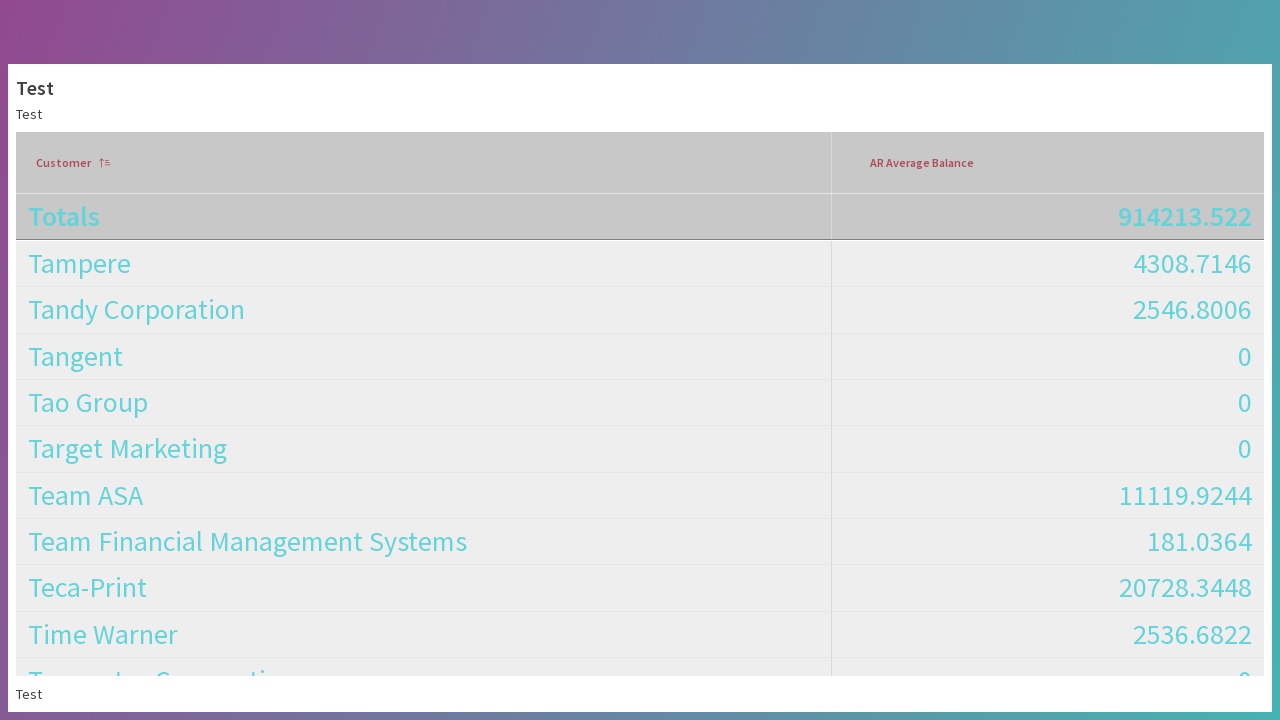 Test
Test
Customer AR Average Balance
Totals 914213.522
Tampere 4308.7146
Tandy Corporation 2546.8006
Tangent 0
Tao Group 0
Target Marketing 0
Team ASA 11119.9244
Team Financial Management Systems 181.0364
Teca-Print 20728.3448
Time Warner 2536.6822
Test